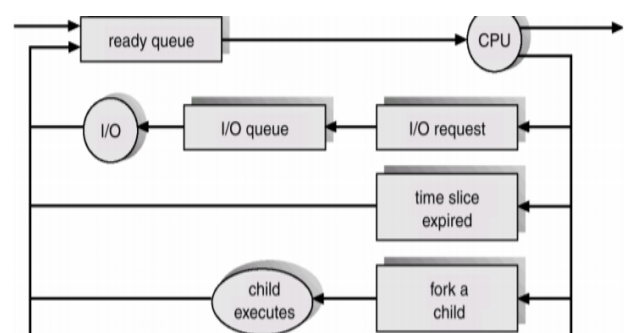 ready queue
CPU
I/O
I/O queue
I/O request
time slice
expired
child
executes
fork a
child